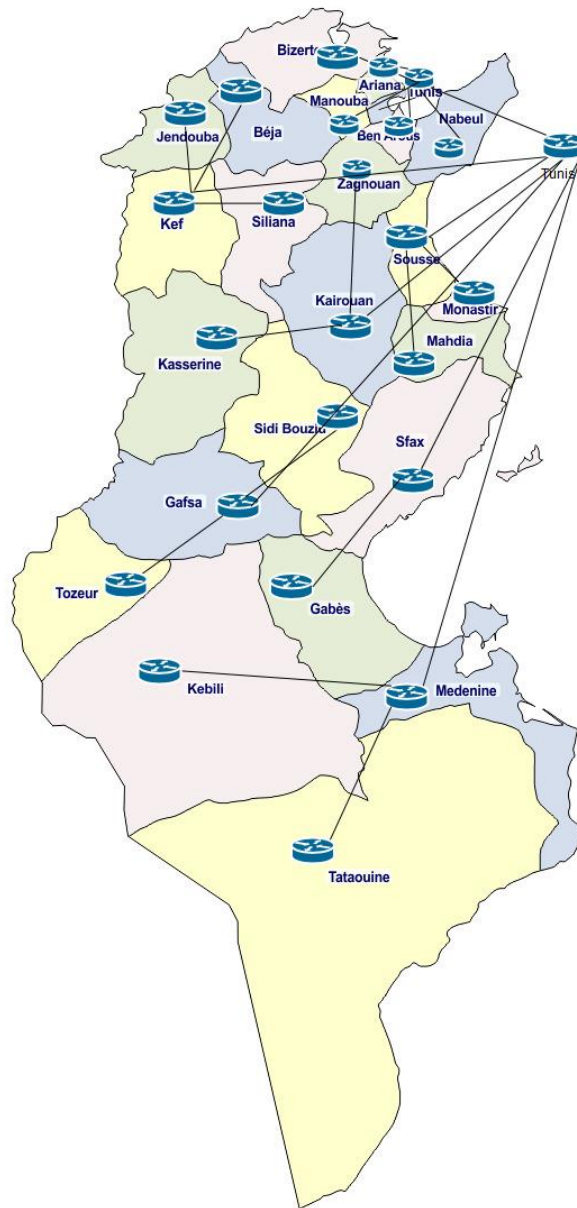 Bizerte
Ariana
Tunis
Manouba
Nabeul
Jendouba
Béja
Ben Arous
Tunis
Zagnouan
Kef
Siliana
Sousse
Kairouan
Monastir
Mahdia
Kasserine
Sidi Bouzid
Sfax
Gafsa
Tozeur
Gabès
Kebili
Medenine
Tataouine